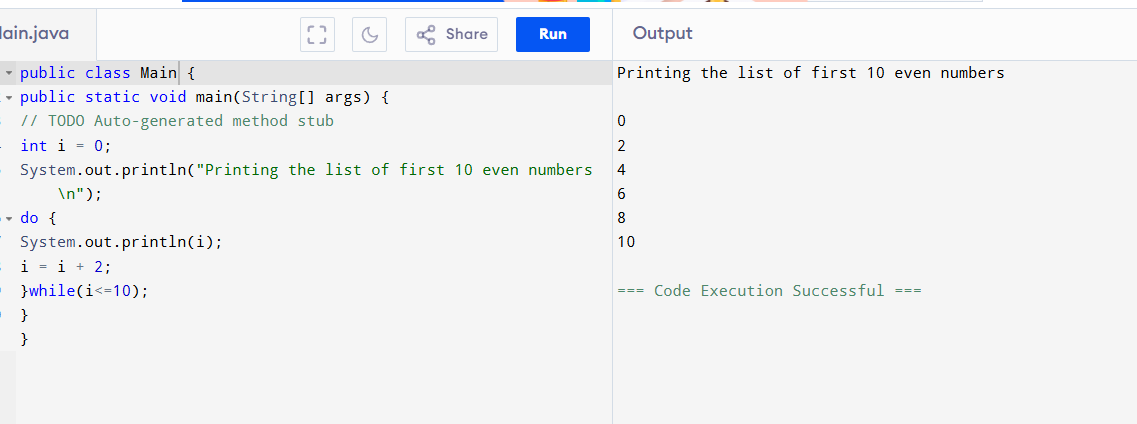 ain.java
Share
Run
Output
public class Main {
public static void main(String[] args) {
// TODO Auto-generated method stub
int i = 0;
System.out.println("Printing the list of first 10 even numbers
\n");
do {
System.out.println(i);
i = i + 2;
}while(i<=10);
}
}
Printing the list of first 10 even numbers
0
2
4
6
8
10
=== Code Execution Successful ===